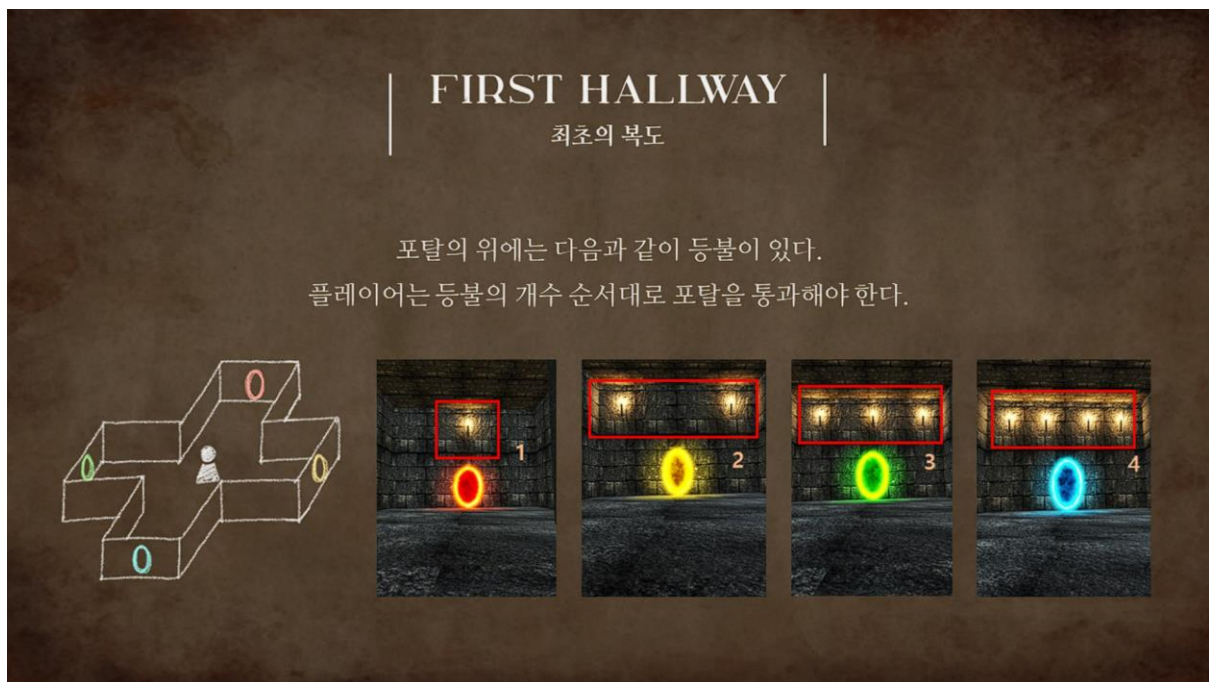 FIRST HALLWAY
최초의 복도
포탈의 위에는 다음과 같이 등불이 있다.
플레이어는 등불의 개수 순서대로 포탈을 통과해야 한다.
1
2
3
4